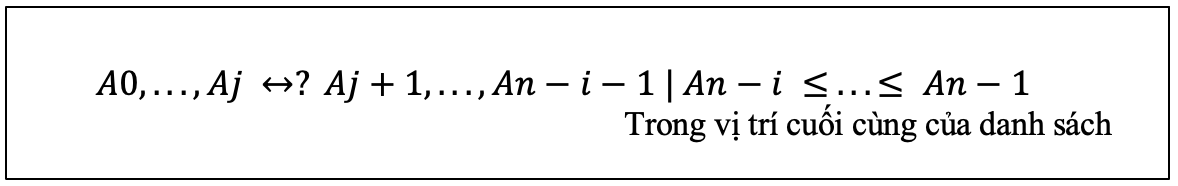 A0, . . . , Aj ↔? Aj + 1, . . . , An − i − 1 | An − i ≤ . . . ≤ An − 1
Trong vị trí cuối cùng của danh sách